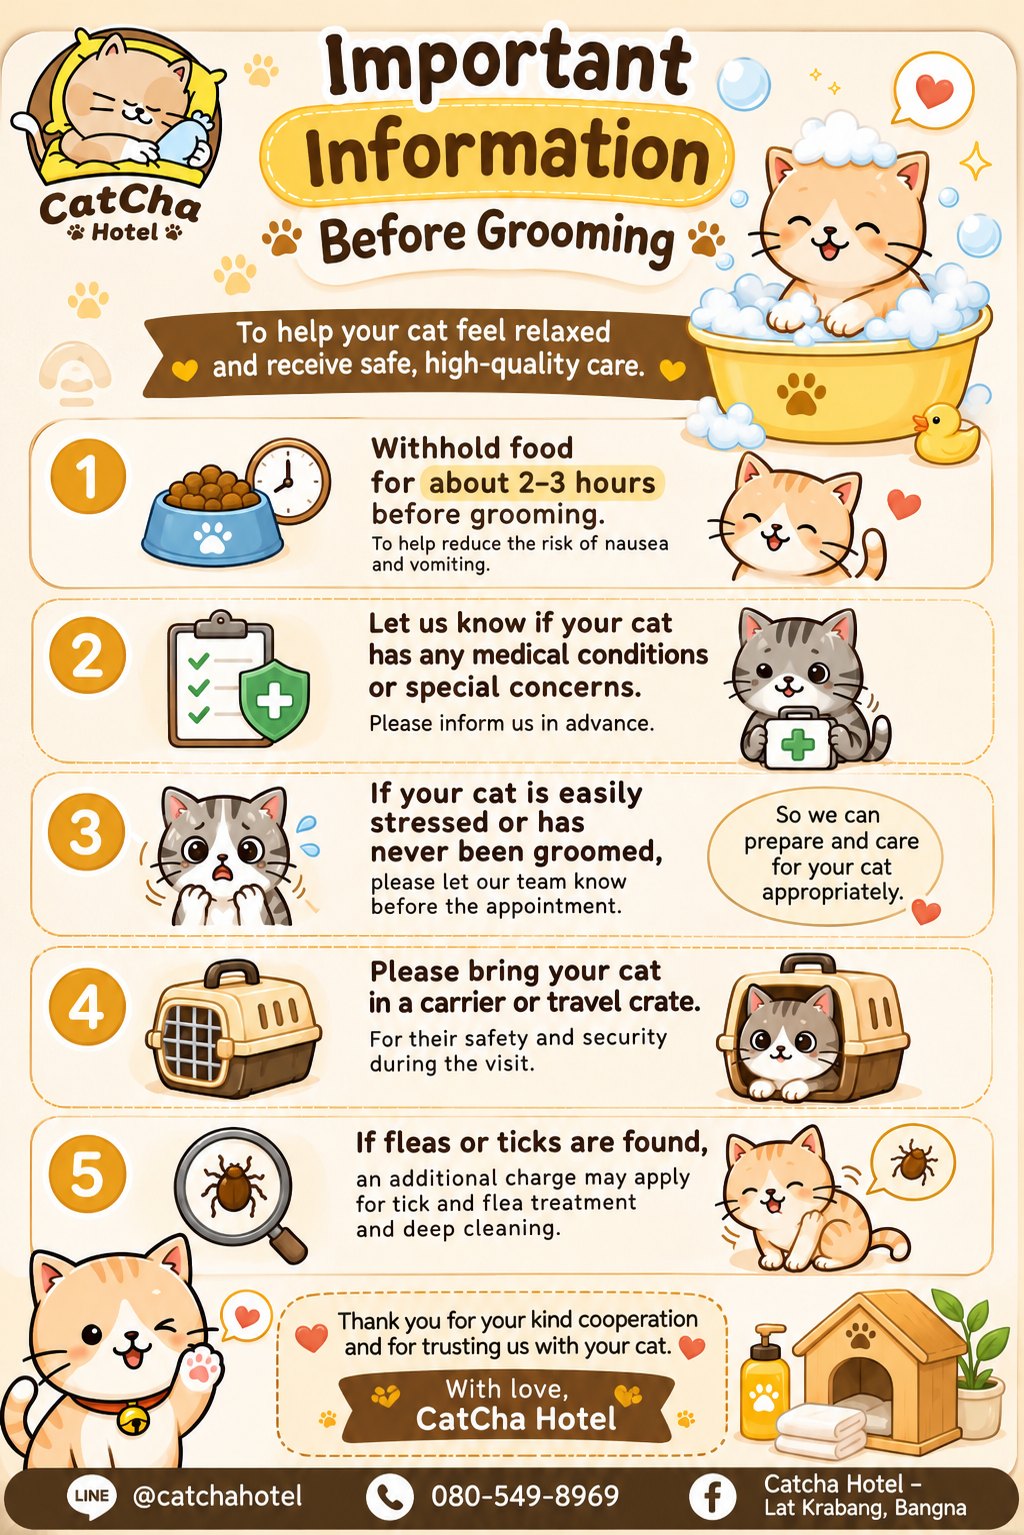 CatCha
Hotel
Important
Information
Before Grooming
To help your cat feel relaxed
and receive safe, high-quality care.
1
Withhold food
for about 2–3 hours
before grooming.
To help reduce the risk of nausea
and vomiting.
2
Let us know if your cat
has any medical conditions
or special concerns.
Please inform us in advance.
3
If your cat is easily
stressed or has
never been groomed,
please let our team know
before the appointment.
So we can
prepare and care
for your cat
appropriately.
4
Please bring your cat
in a carrier or travel crate.
For their safety and security
during the visit.
5
If fleas or ticks are found,
an additional charge may apply
for tick and flea treatment
and deep cleaning.
Thank you for your kind cooperation
and for trusting us with your cat.
With love,
CatCha Hotel
LINE @catchahotel
080-549-8969
Catcha Hotel –
Lat Krabang, Bangna